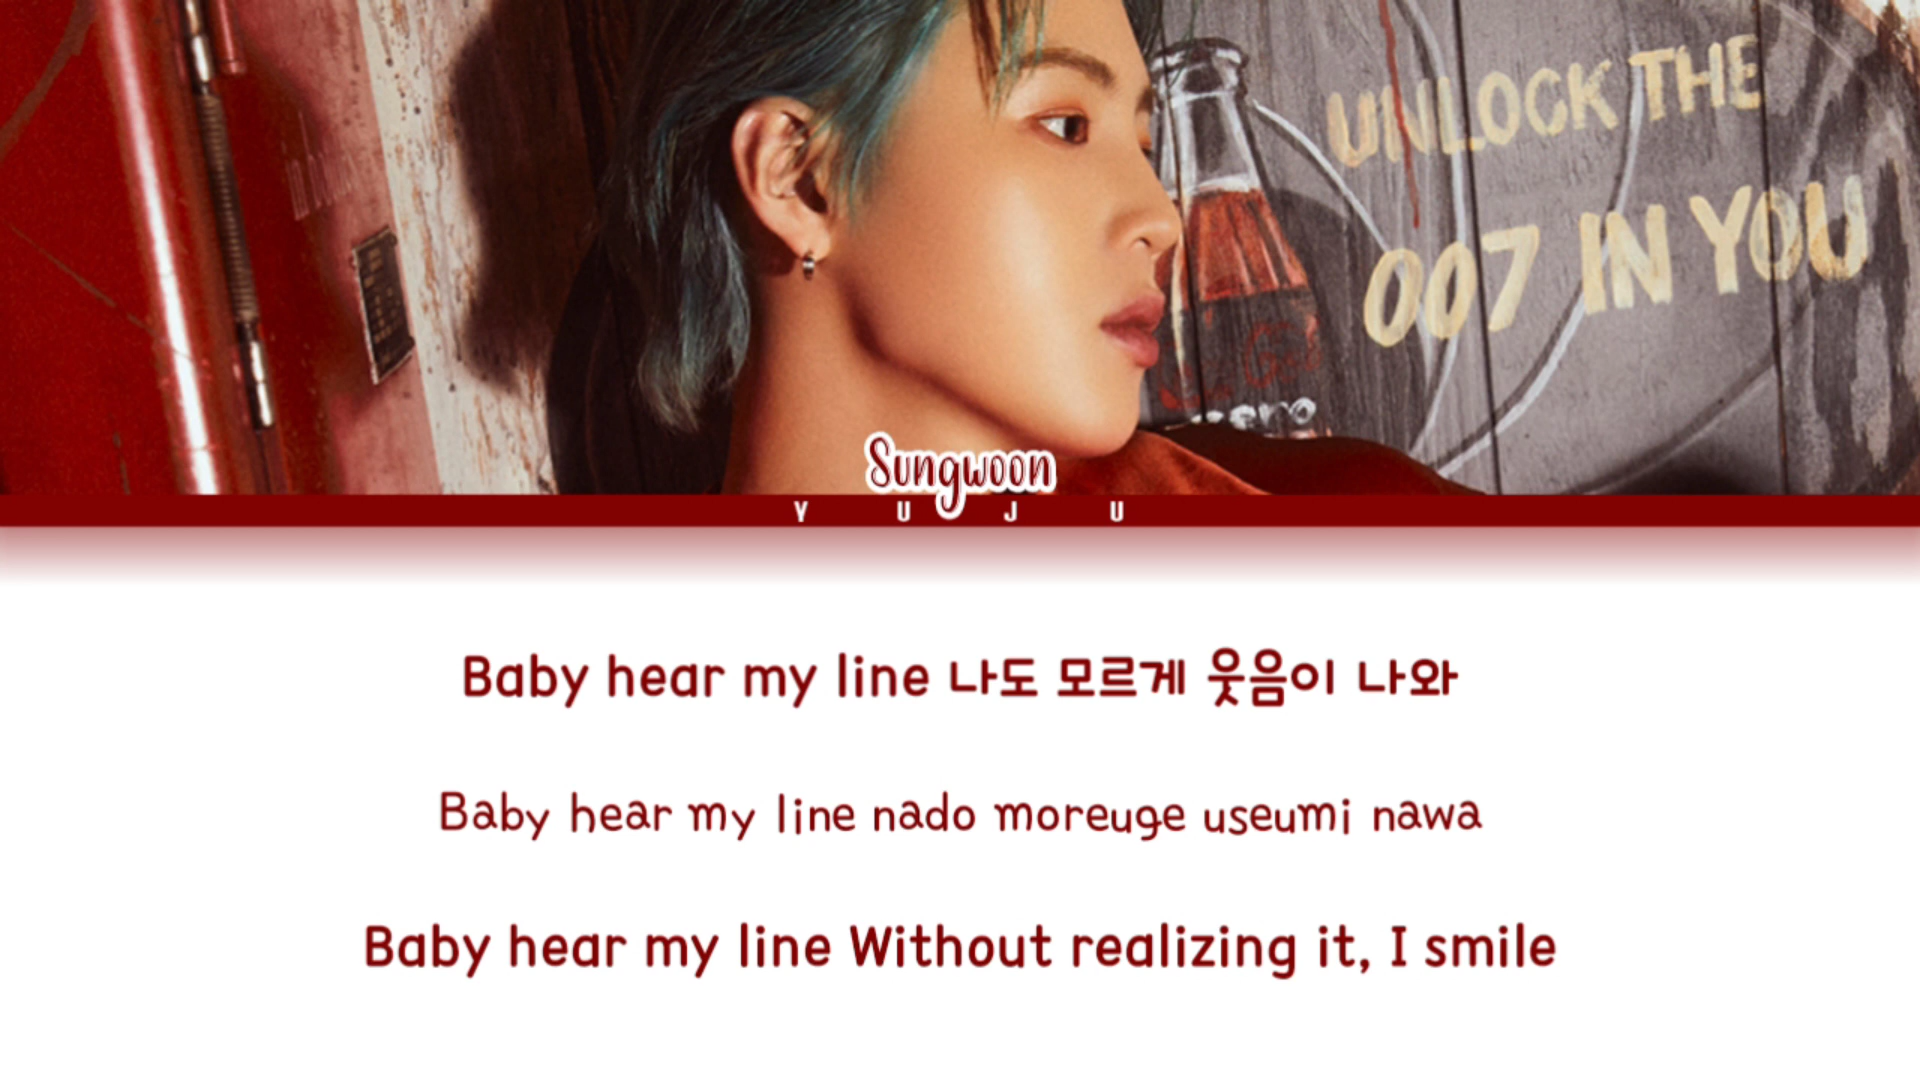 UNLOCK THE
007 IN YOU
zero
Sungwoon
YUJU
Baby hear my line 나도 모르게 웃음이 나와
Baby hear my line nado moreuge useumi nawa
Baby hear my line Without realizing it, I smile